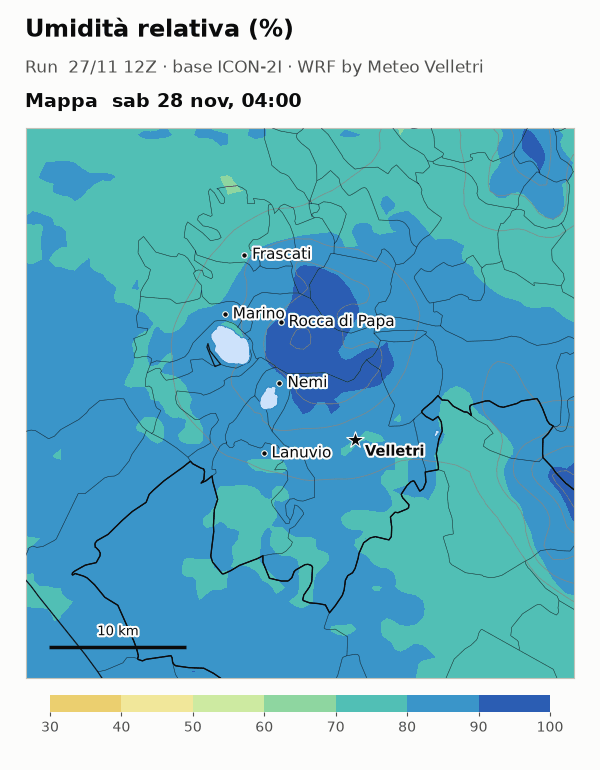 Umidità relativa (%)
Run  27/11 12Z · base ICON-2I · WRF by Meteo Velletri
Mappa  sab 28 nov, 04:00
Frascati
Marino
Rocca di Papa
Nemi
Velletri
Lanuvio
10 km
30 40 50 60 70 80 90 100